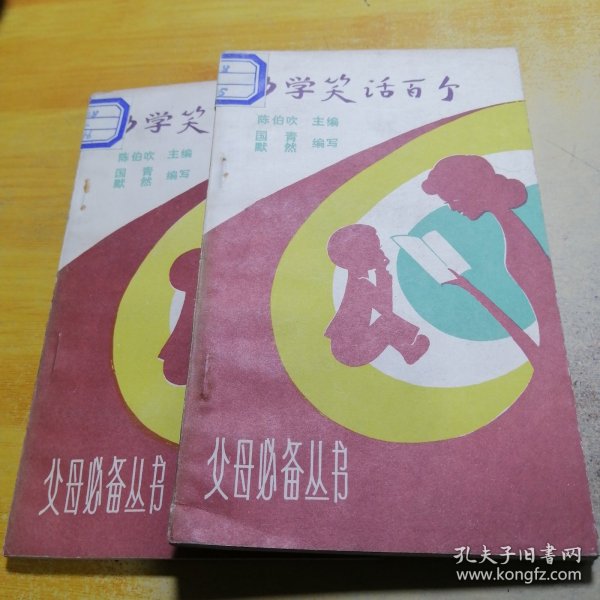 学笑
陈伯吹 主编
国青
默然 编写
父母必备丛书
学笑话百个
陈伯吹 主编
国青
默然 编写
父母必备丛书
孔夫子旧书网
www.kongfz.com